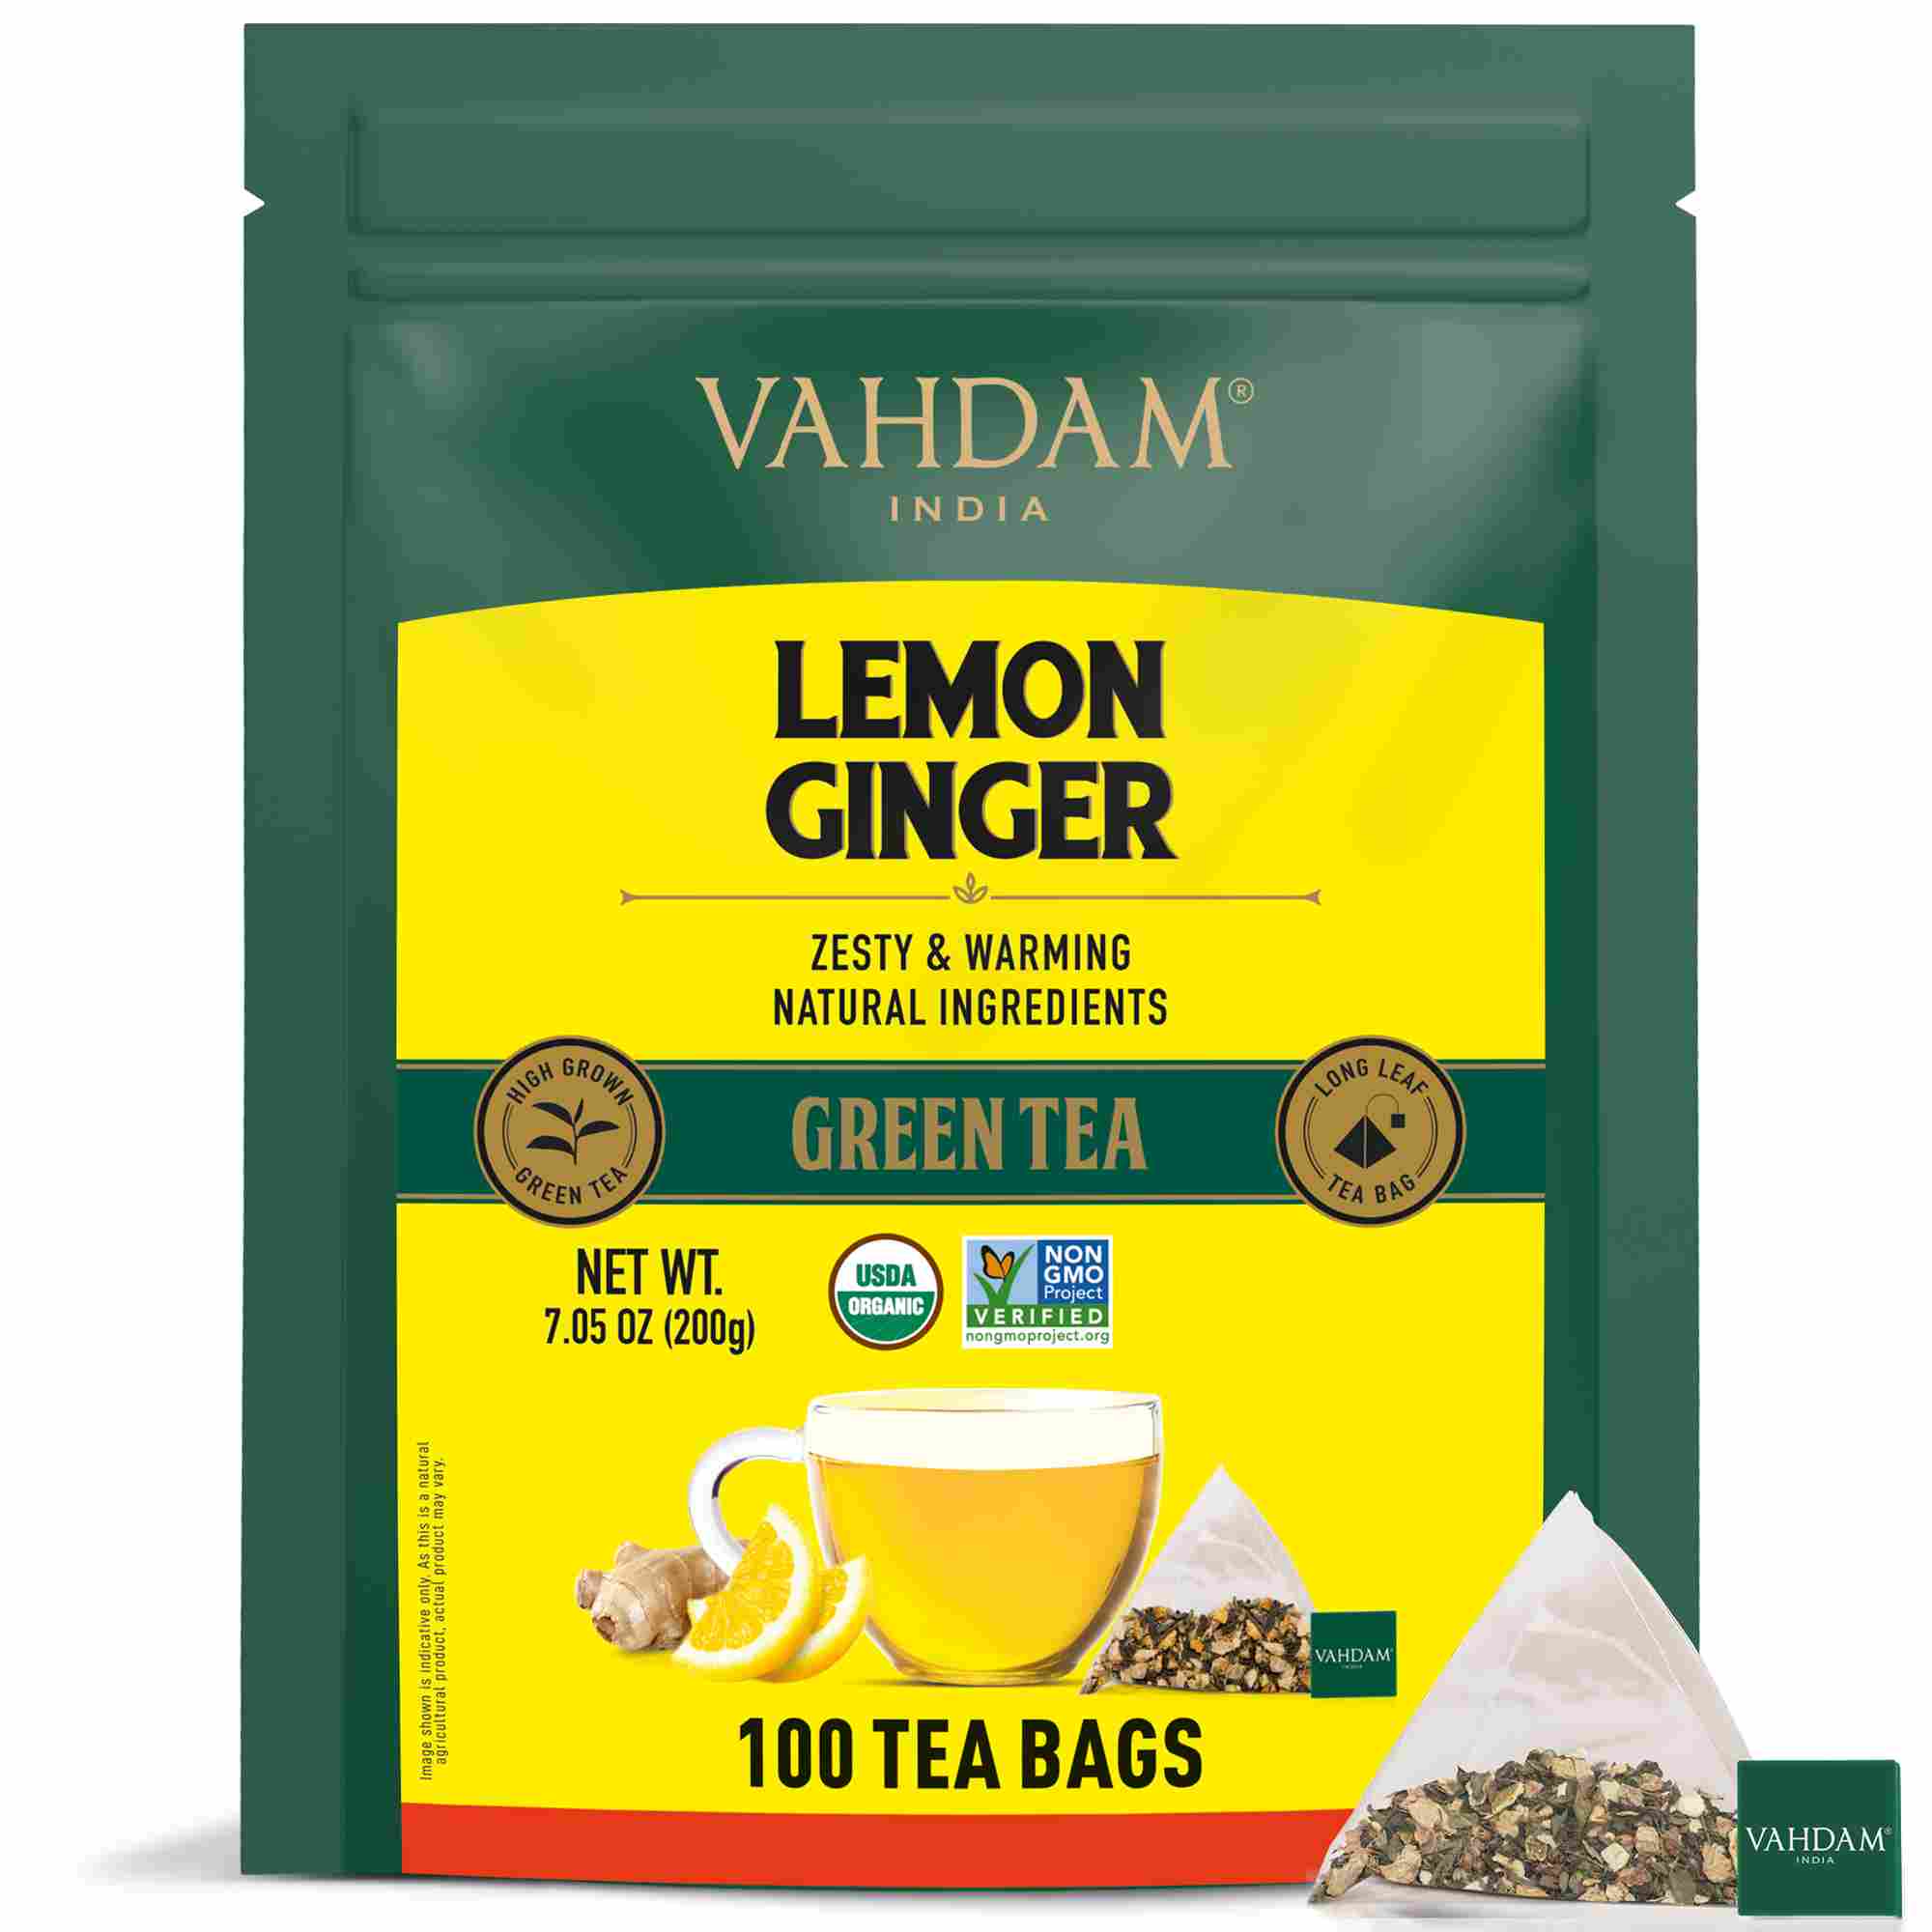 VAHDAM®
INDIA
LEMON
GINGER
ZESTY & WARMING
NATURAL INGREDIENTS
HIGH GROWN
GREEN TEA
GREEN TEA
LONG LEAF
TEA BAG
NET WT.
7.05 OZ (200g)
USDA
ORGANIC
NON
GMO
Project
VERIFIED
nongmoproject.org
Image shown is indicative only. As this is a natural
agricultural product, actual product may vary.
VAHDAM®
INDIA
100 TEA BAGS
VAHDAM®
INDIA